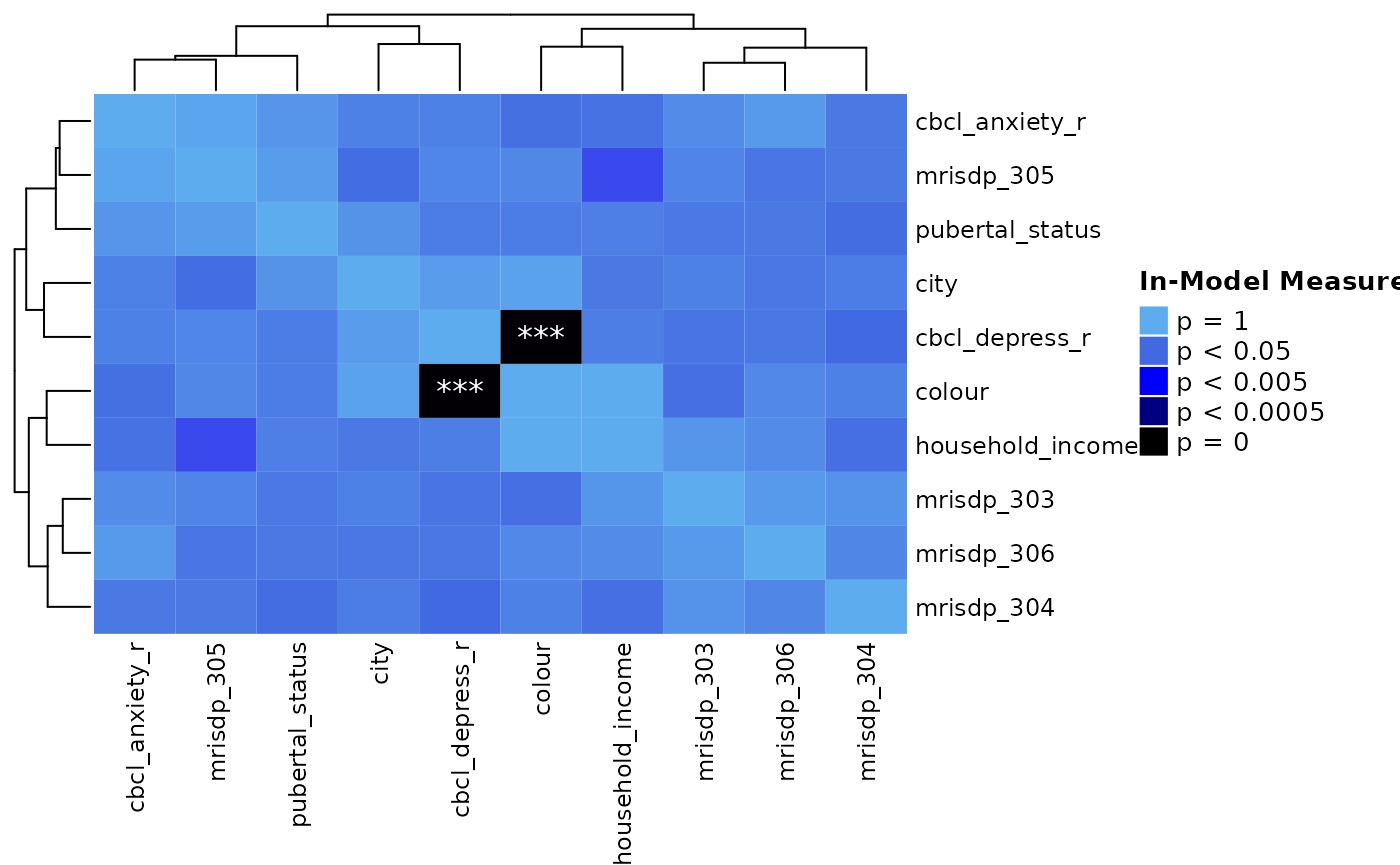 cbcl_anxiety_r
mrisdp_305
pubertal_status
city
cbcl_depress_r
colour
household_income
mrisdp_303
mrisdp_306
mrisdp_304
***
***
In-Model Measure
p = 1
p < 0.05
p < 0.005
p < 0.0005
p = 0
cbcl_anxiety_r
mrisdp_305
pubertal_status
city
cbcl_depress_r
colour
household_income
mrisdp_303
mrisdp_306
mrisdp_304